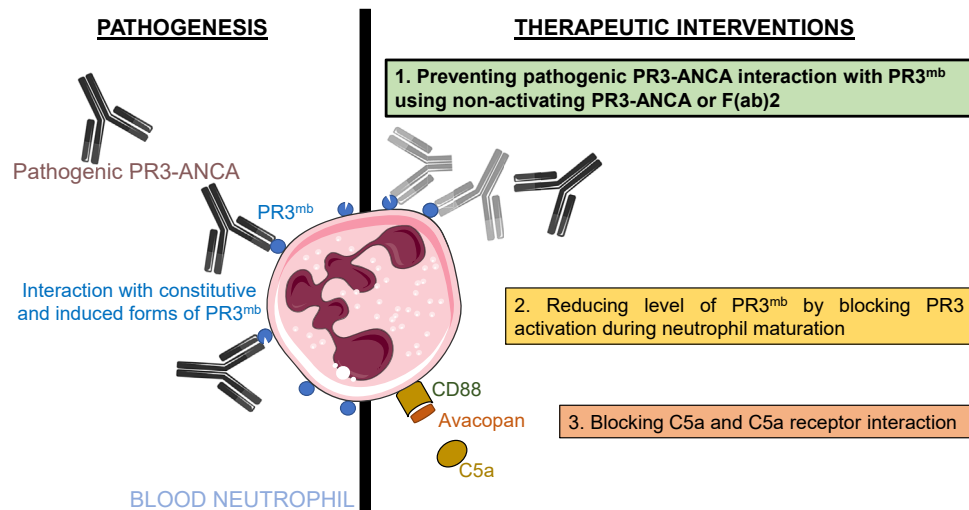 PATHOGENESIS
THERAPEUTIC INTERVENTIONS
1. Preventing pathogenic PR3-ANCA interaction with PR3ᵐᵇ
using non-activating PR3-ANCA or F(ab)2
Pathogenic PR3-ANCA
PR3ᵐᵇ
Interaction with constitutive
and induced forms of PR3ᵐᵇ
2. Reducing level of PR3ᵐᵇ by blocking PR3
activation during neutrophil maturation
CD88
Avacopan
3. Blocking C5a and C5a receptor interaction
C5a
BLOOD NEUTROPHIL